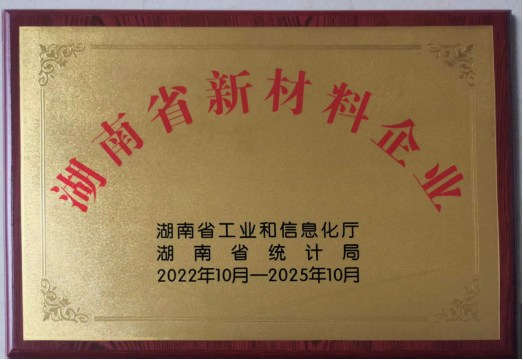 湖南省新材料企业
湖南省工业和信息化厅
湖南省统计局
2022年10月—2025年10月